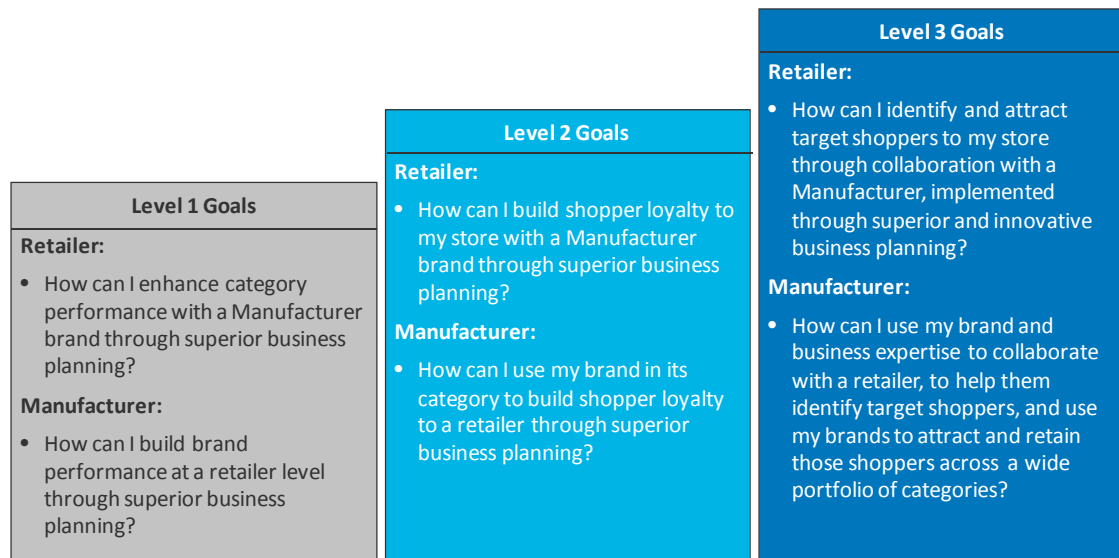 Level 1 Goals
Retailer:
• How can I enhance category
performance with a Manufacturer
brand through superior business
planning?
Manufacturer:
• How can I build brand
performance at a retailer level
through superior business
planning?
Level 2 Goals
Retailer:
• How can I build shopper loyalty to
my store with a Manufacturer
brand through superior business
planning?
Manufacturer:
• How can I use my brand in its
category to build shopper loyalty
to a retailer through superior
business planning?
Level 3 Goals
Retailer:
• How can I identify and attract
target shoppers to my store
through collaboration with a
Manufacturer, implemented
through superior and innovative
business planning?
Manufacturer:
• How can I use my brand and
business expertise to collaborate
with a retailer, to help them
identify target shoppers, and use
my brands to attract and retain
those shoppers across a wide
portfolio of categories?